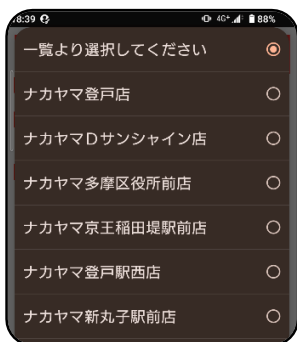 8:39
4G+ 88%
一覧より選択してください
ナカヤマ登戸店
ナカヤマDサンシャイン店
ナカヤマ多摩区役所前店
ナカヤマ京王稲田堤駅前店
ナカヤマ登戸駅西店
ナカヤマ新丸子駅前店